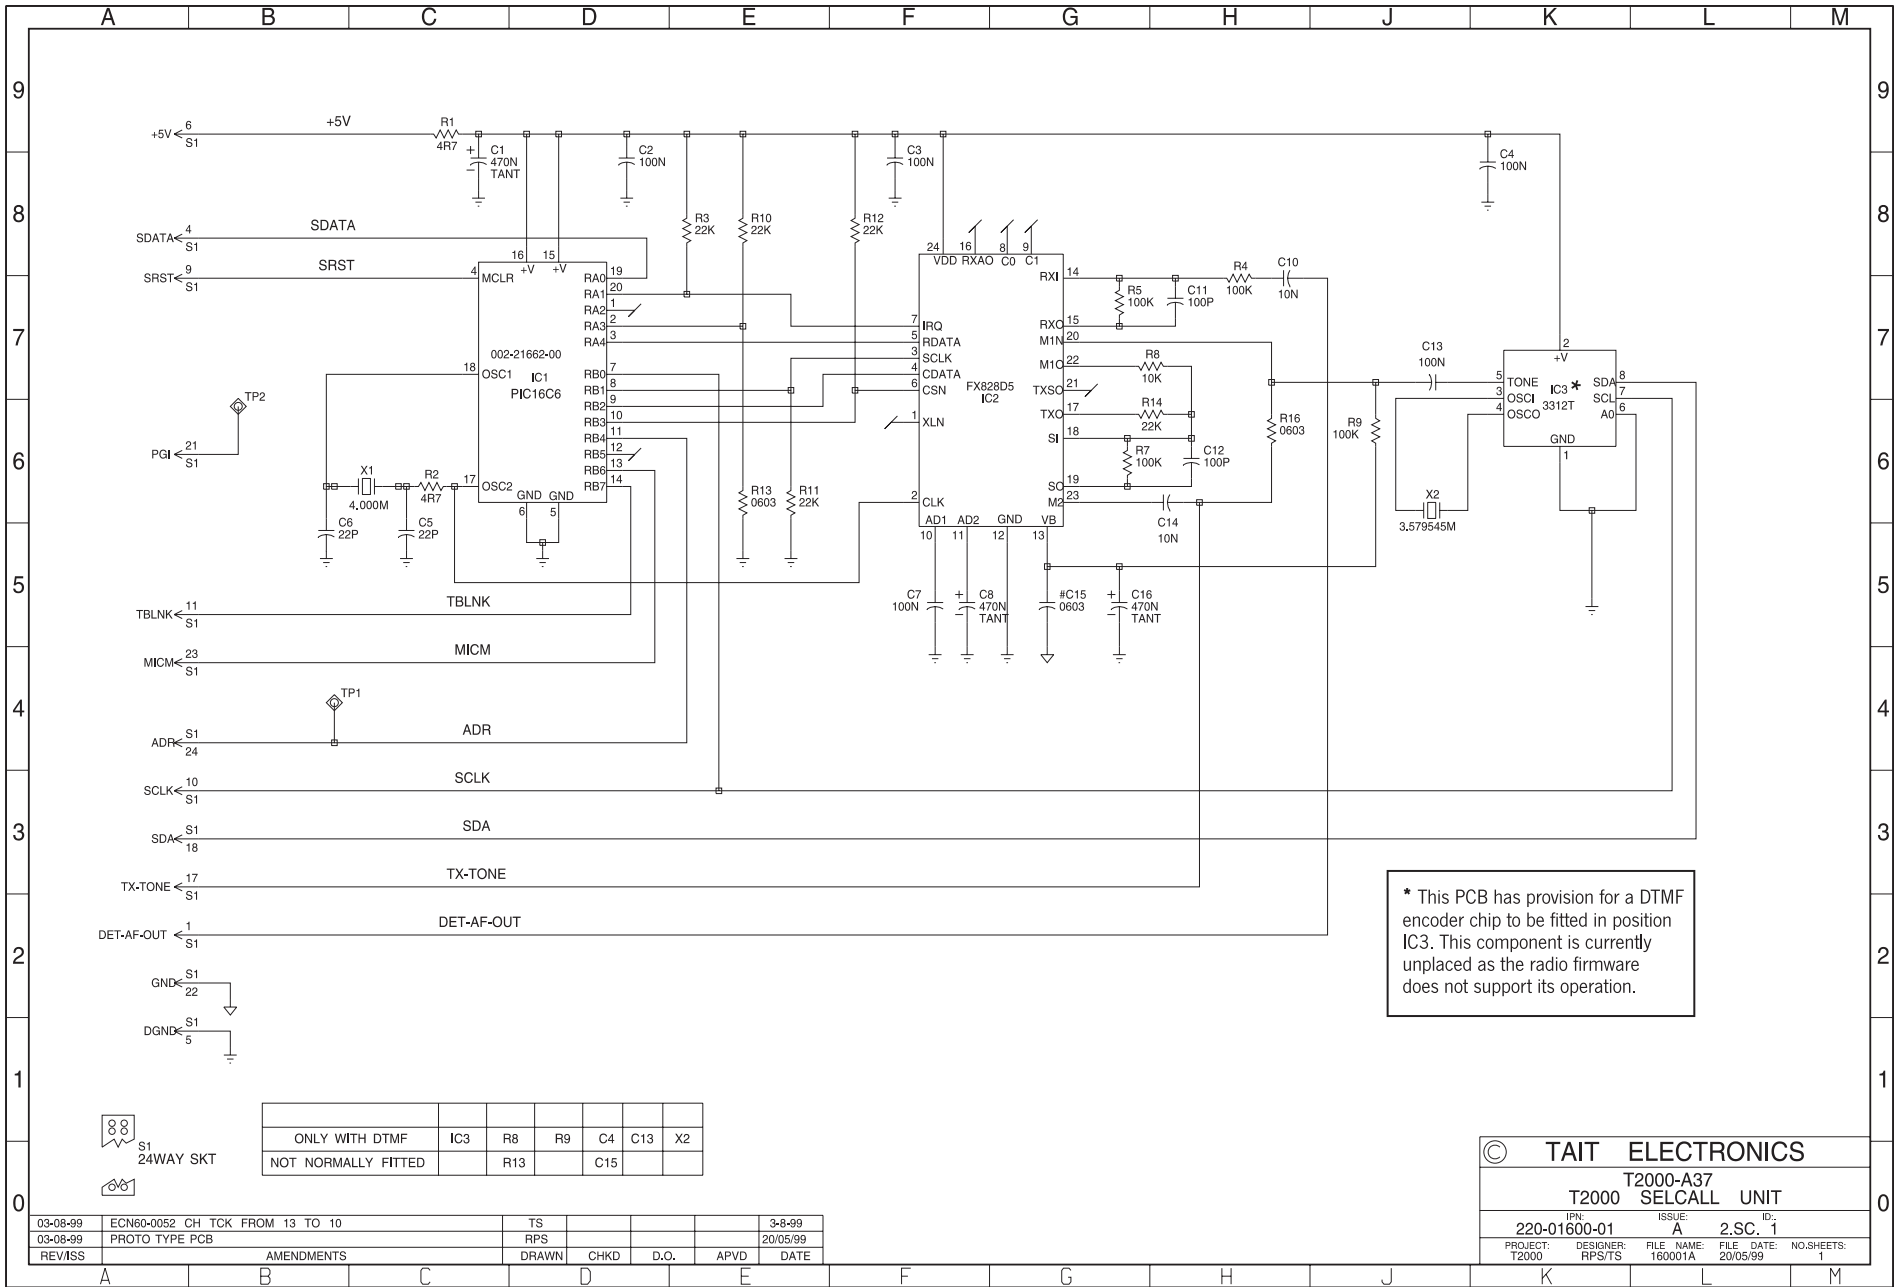 A B C D E F G H J K L M
9 9
8 8
7 7
6 6
5 5
4 4
3 3
2 2
1 1
0 0
+5V 6 S1
+5V
R1 4R7
C1 470N TANT
+ −
C2 100N
C3 100N
C4 100N
SDATA 4 S1
SDATA
SRST 9 S1
SRST
R3 22K
R10 22K
R12 22K
16 +V 15 +V
4 MCLR
RA0 19
RA1 20
RA2 1
RA3 2
RA4 3
002-21662-00
IC1
PIC16C6
18 OSC1
RB0 7
RB1 8
RB2 9
RB3 10
RB4 11
RB5 12
RB6 13
RB7 14
17 OSC2
GND GND
6 5
TP2
PGI 21 S1
X1 4.000M
R2 4R7
C6 22P
C5 22P
R13 0603
R11 22K
24 VDD
16 RXAO
8 C0
9 C1
7 IRQ
5 RDATA
3 SCLK
4 CDATA
6 CSN
1 XLN
2 CLK
FX828D5
IC2
RXI 14
RXO 15
M1N 20
M1O 22
TXSO 21
TXO 17
SI 18
SO 19
M2 23
AD1 AD2 GND VB
10 11 12 13
R5 100K
C11 100P
R4 100K
C10 10N
R8 10K
R14 22K
R7 100K
C12 100P
R16 0603
C14 10N
R9 100K
C13 100N
2 +V
5 TONE
3 OSCI
4 OSCO
IC3 *
3312T
SDA 8
SCL 7
A0 6
GND
1
X2
3.579545M
C7 100N
+ − C8 470N TANT
#C15 0603
+ − C16 470N TANT
TBLNK 11 S1
TBLNK
MICM 23 S1
MICM
TP1
ADR S1 24
ADR
SCLK 10 S1
SCLK
SDA S1 18
SDA
TX-TONE 17 S1
TX-TONE
DET-AF-OUT 1 S1
DET-AF-OUT
GND S1 22
DGND S1 5
* This PCB has provision for a DTMF
encoder chip to be fitted in position
IC3. This component is currently
unplaced as the radio firmware
does not support its operation.
S1
24WAY SKT
ONLY WITH DTMF IC3 R8 R9 C4 C13 X2
NOT NORMALLY FITTED R13 C15
03-08-99 ECN60-0052 CH TCK FROM 13 TO 10 TS 3-8-99
03-08-99 PROTO TYPE PCB RPS 20/05/99
REV/ISS AMENDMENTS DRAWN CHKD D.O. APVD DATE
© TAIT ELECTRONICS
T2000-A37
T2000 SELCALL UNIT
IPN: ISSUE: ID:.
220-01600-01 A 2.SC. 1
PROJECT: DESIGNER: FILE NAME: FILE DATE: NO.SHEETS:
T2000 RPS/TS 160001A 20/05/99 1
A B C D E F G H J K L M